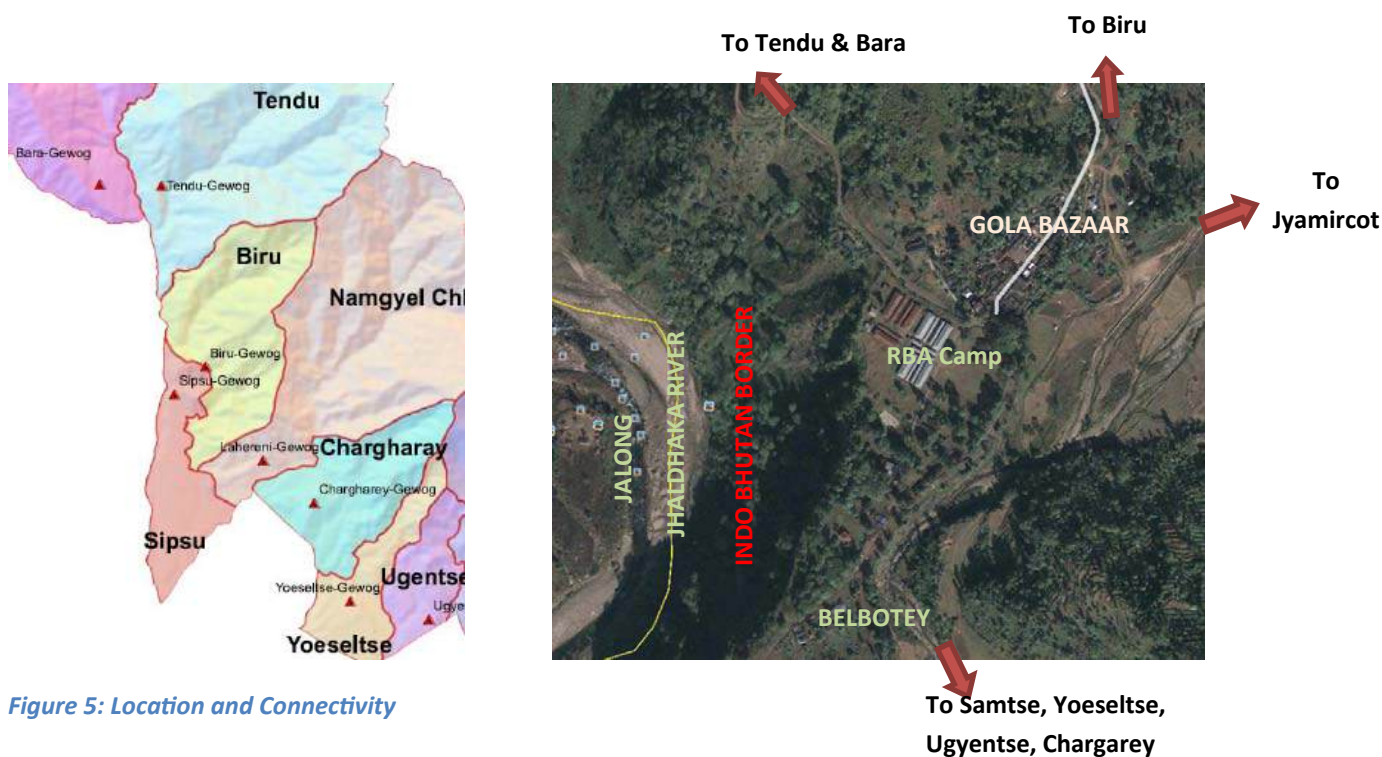 To Tendu & Bara
To Biru
Tendu
Bara-Gewog
Tendu-Gewog
Biru
Namgyel Chl
Biru-Gewog
Sipsu-Gewog
Lahereni-Gewog
Chargharay
Chargharey-Gewog
Sipsu
Yoeseltse-Gewog
Ugentse
Ugye
Yoeseltse
GOLA BAZAAR
To
Jyamircot
RBA Camp
JALONG
JHALDHAKA RIVER
INDO BHUTAN BORDER
BELBOTEY
To Samtse, Yoeseltse,
Ugyentse, Chargarey
Figure 5: Location and Connectivity